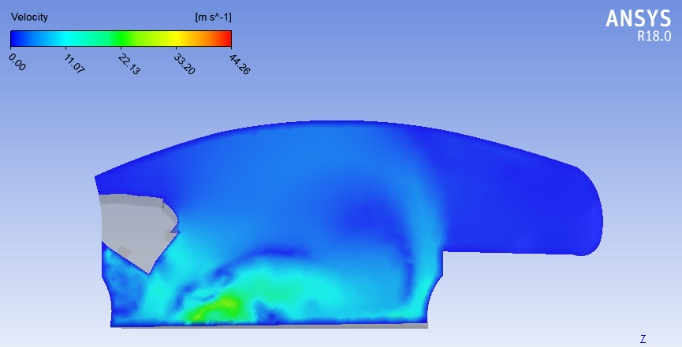 Velocity [m s^-1]
0.00 11.07 22.13 33.20 44.26
ANSYS
R18.0
Z